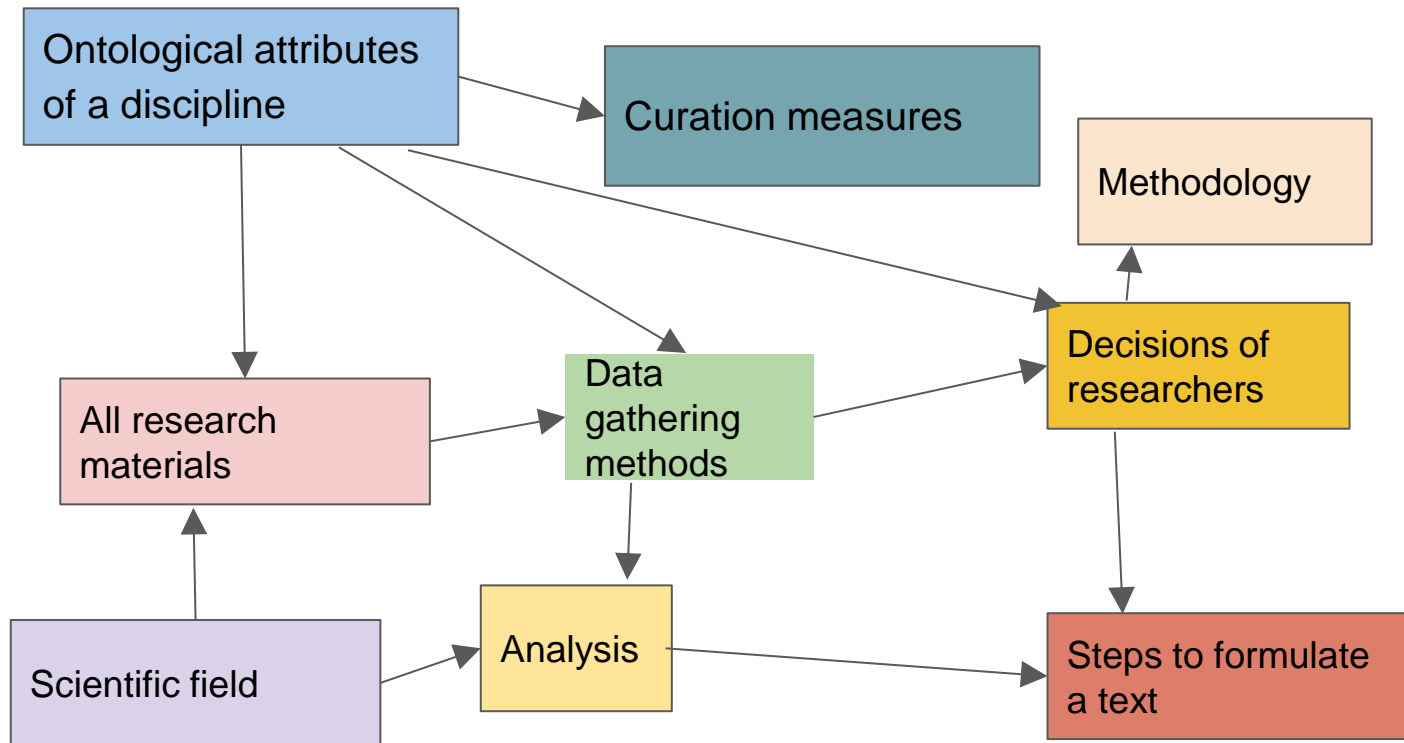 Ontological attributes
of a discipline
Curation measures
Methodology
Decisions of
researchers
Data
gathering
methods
All research
materials
Analysis
Scientific field
Steps to formulate
a text